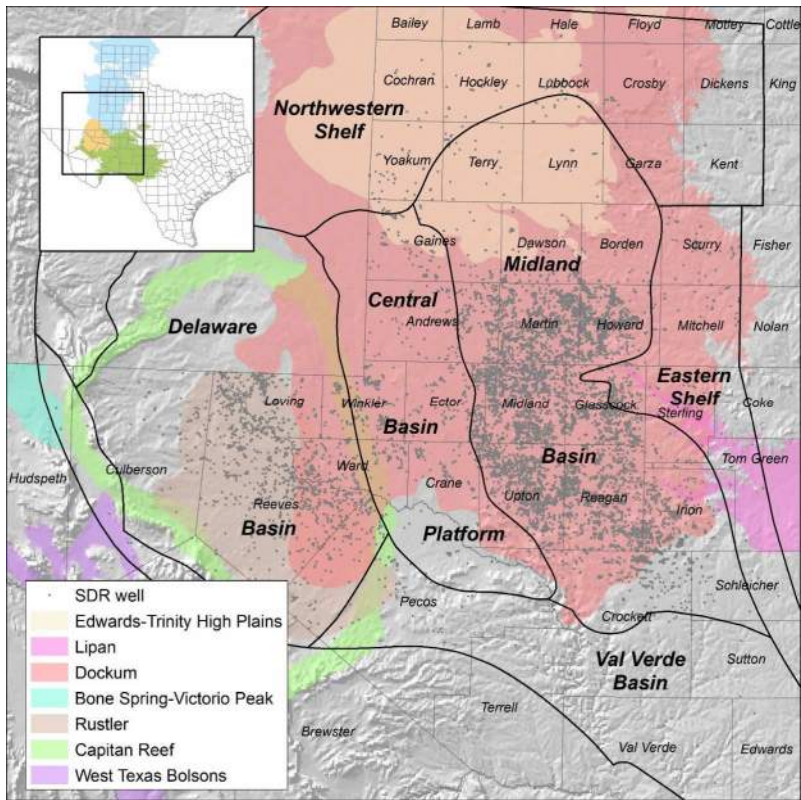 Bailey
Lamb
Hale
Floyd
Motley
Cottle
Cochran
Hockley
Lubbock
Crosby
Dickens
King
Northwestern
Shelf
Yoakum
Terry
Lynn
Garza
Kent
Gaines
Dawson
Borden
Scurry
Fisher
Midland
Central
Delaware
Andrews
Martin
Howard
Mitchell
Nolan
Eastern
Shelf
Loving
Winkler
Ector
Midland
Glasscock
Sterling
Coke
Basin
Hudspeth
Culberson
Ward
Crane
Basin
Tom Green
Reeves
Upton
Reagan
Irion
Basin
Platform
Pecos
Crockett
Schleicher
Val Verde
Basin
Sutton
Brewster
Terrell
Val Verde
Edwards
SDR well
Edwards-Trinity High Plains
Lipan
Dockum
Bone Spring-Victorio Peak
Rustler
Capitan Reef
West Texas Bolsons